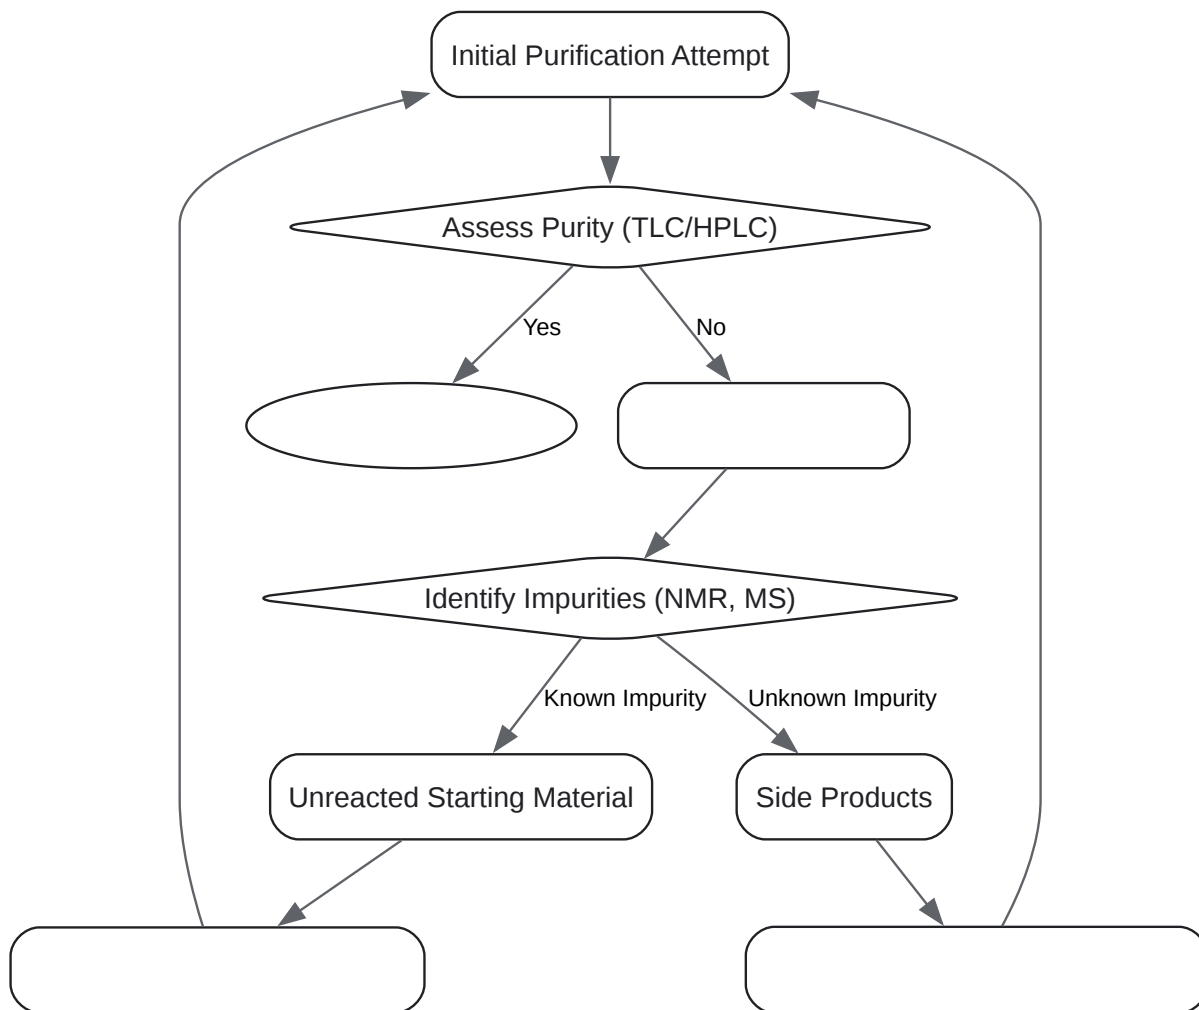 Initial Purification Attempt
Assess Purity (TLC/HPLC)
Yes
No
Identify Impurities (NMR, MS)
Known Impurity
Unknown Impurity
Unreacted Starting Material
Side Products